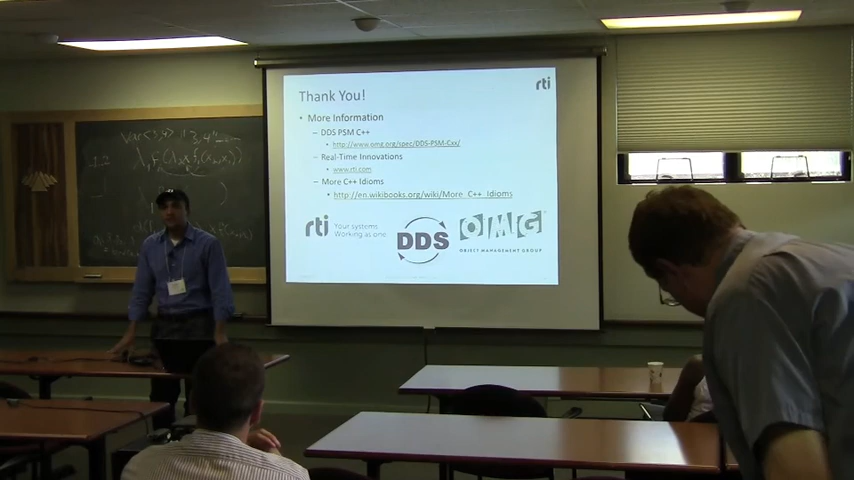 rti
Thank You!
• More Information
– DDS PSM C++
• http://www.omg.org/spec/DDS-PSM-Cxx/
– Real-Time Innovations
• www.rti.com
– More C++ Idioms
• http://en.wikibooks.org/wiki/More_C++_Idioms
rti Your systems.
Working as one.
DDS
OMG
OBJECT MANAGEMENT GROUP